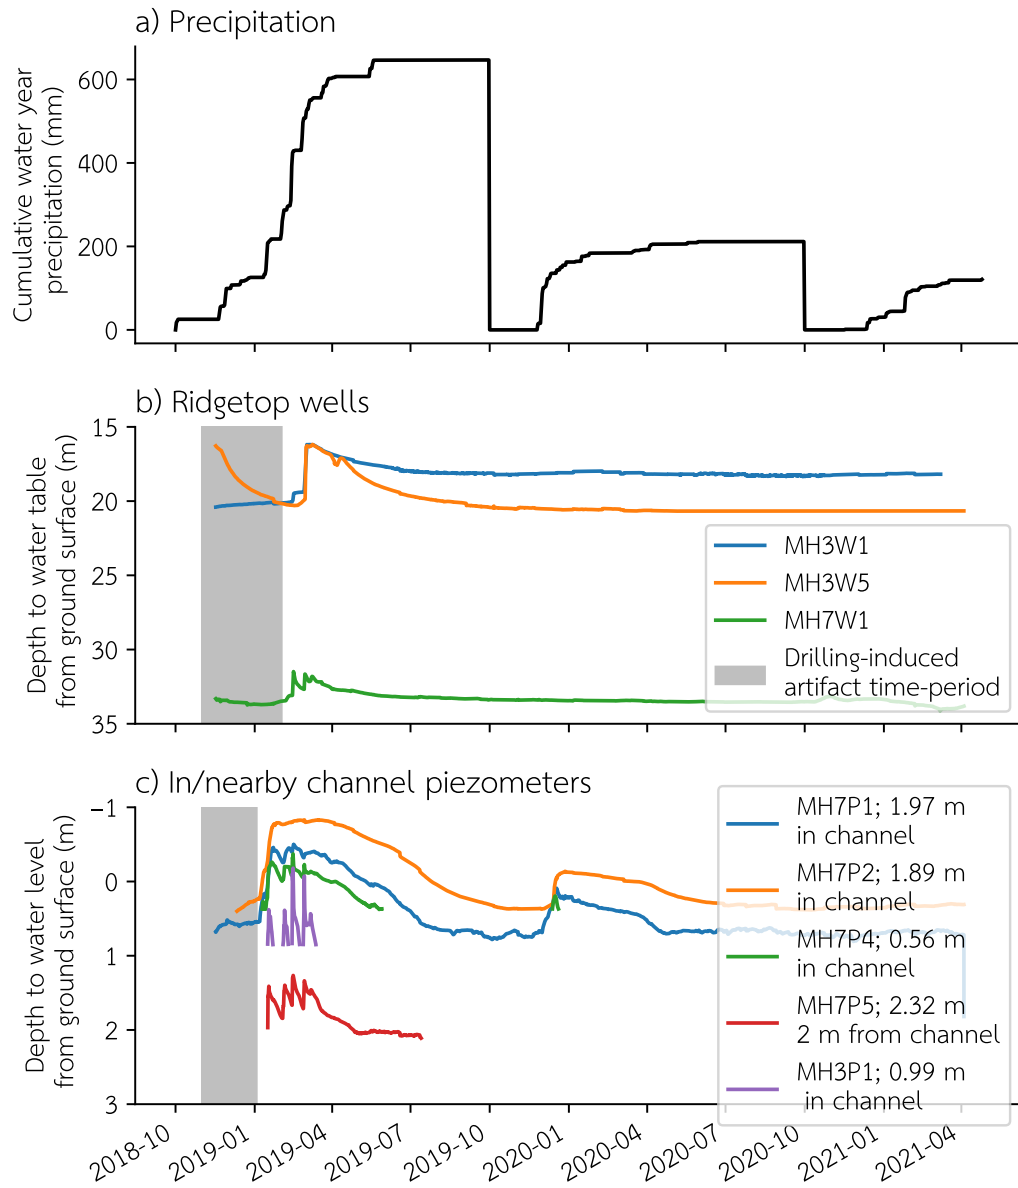 a) Precipitation
Cumulative water year
precipitation (mm)
600
400
200
0
b) Ridgetop wells
Depth to water table
from ground surface (m)
15
20
25
30
35
MH3W1
MH3W5
MH7W1
Drilling-induced
artifact time-period
c) In/nearby channel piezometers
Depth to water level
from ground surface (m)
−1
0
1
2
3
MH7P1; 1.97 m
in channel
MH7P2; 1.89 m
in channel
MH7P4; 0.56 m
in channel
MH7P5; 2.32 m
2 m from channel
MH3P1; 0.99 m
in channel
2018-10
2019-01
2019-04
2019-07
2019-10
2020-01
2020-04
2020-07
2020-10
2021-01
2021-04